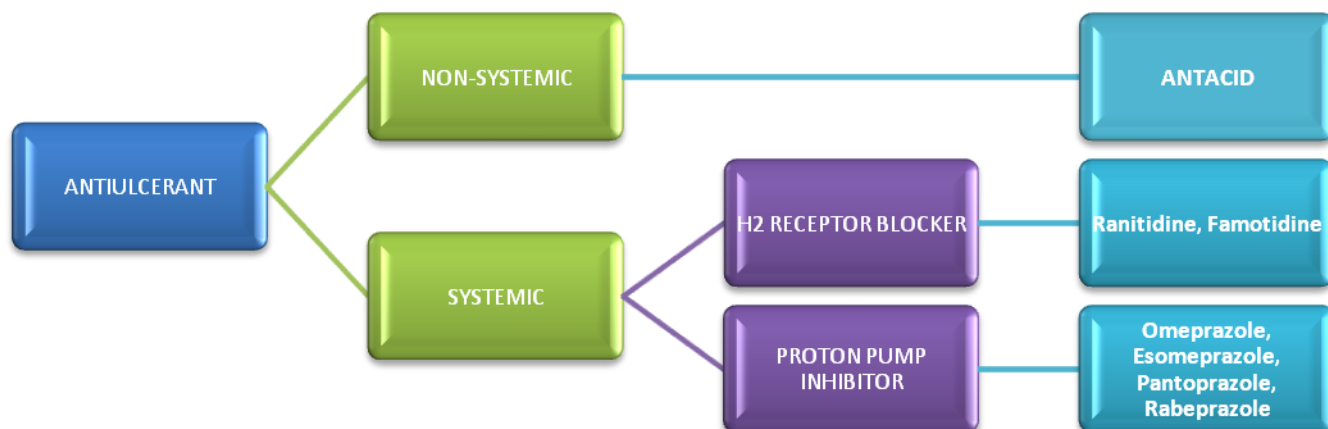 NON-SYSTEMIC
ANTACID
ANTIULCERANT
H2 RECEPTOR BLOCKER
Ranitidine, Famotidine
SYSTEMIC
PROTON PUMP
INHIBITOR
Omeprazole,
Esomeprazole,
Pantoprazole,
Rabeprazole